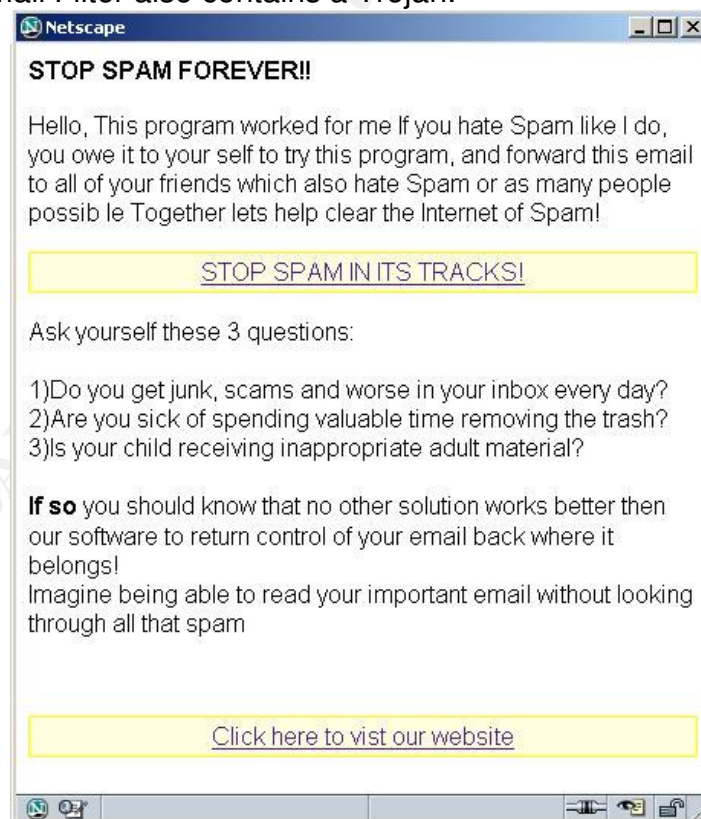 also contains a Trojan.
Netscape
STOP SPAM FOREVER!!
Hello, This program worked for me If you hate Spam like I do,
you owe it to your self to try this program, and forward this email
to all of your friends which also hate Spam or as many people
possib le Together lets help clear the Internet of Spam!
STOP SPAM IN ITS TRACKS!
Ask yourself these 3 questions:
1)Do you get junk, scams and worse in your inbox every day?
2)Are you sick of spending valuable time removing the trash?
3)Is your child receiving inappropriate adult material?
If so you should know that no other solution works better then
our software to return control of your email back where it
belongs!
Imagine being able to read your important email without looking
through all that spam
Click here to vist our website